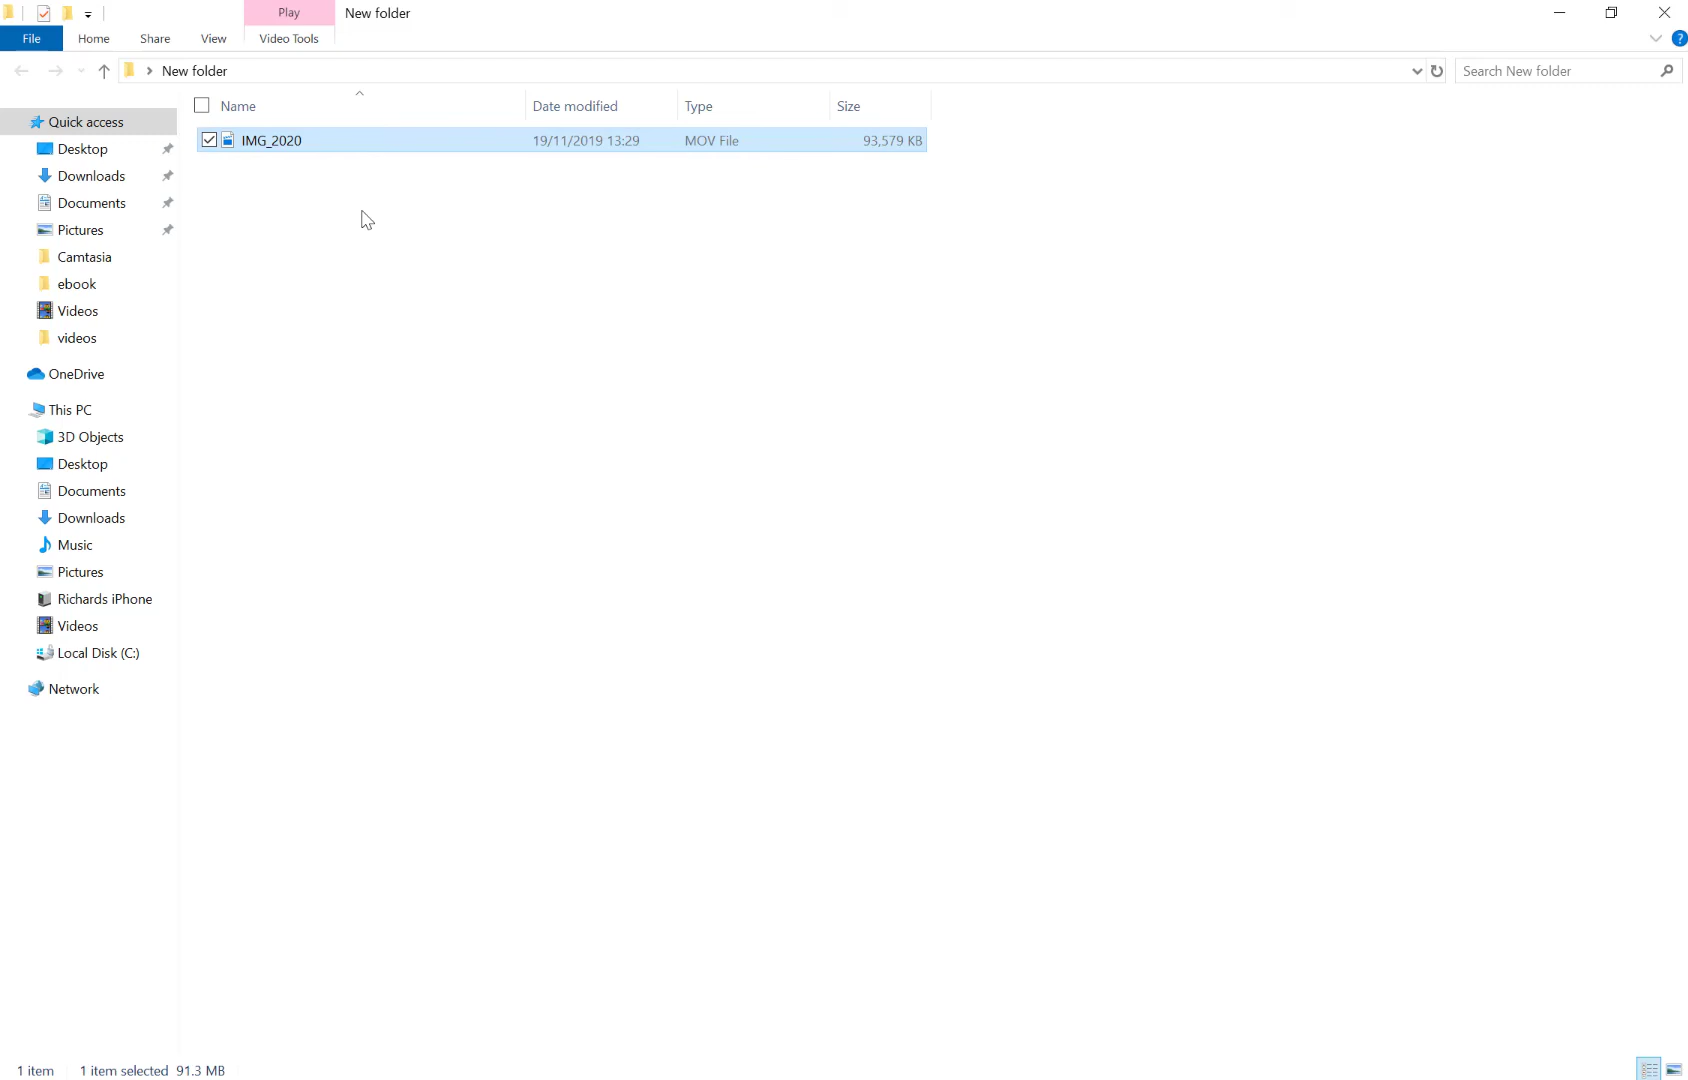 Play
New folder
File
Home
Share
View
Video Tools
New folder
Search New folder
Name
Date modified
Type
Size
IMG_2020
19/11/2019 13:29
MOV File
93,579 KB
Quick access
Desktop
Downloads
Documents
Pictures
Camtasia
ebook
Videos
videos
OneDrive
This PC
3D Objects
Desktop
Documents
Downloads
Music
Pictures
Richards iPhone
Videos
Local Disk (C:)
Network
1 item
1 item selected 91.3 MB